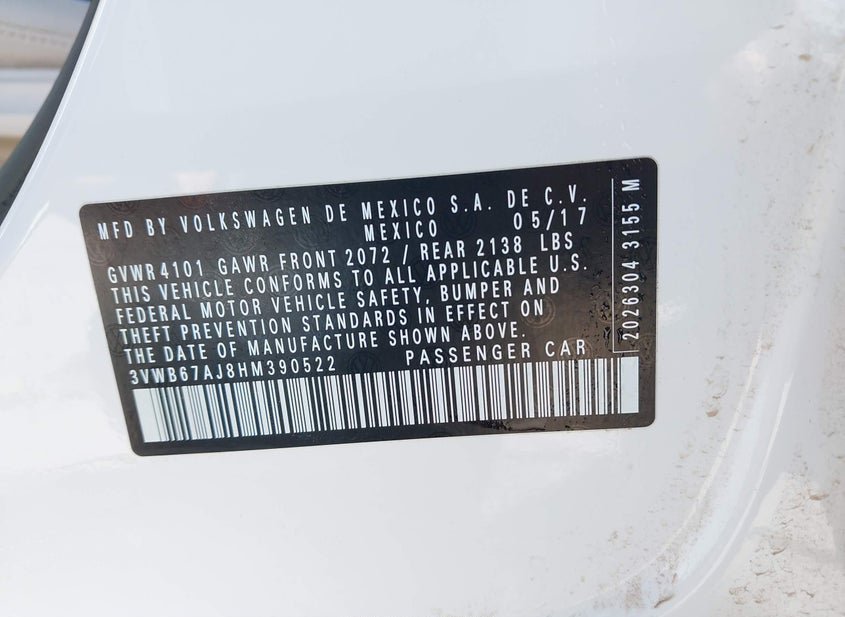 MFD BY VOLKSWAGEN DE MEXICO S.A. DE C.V.
MEXICO 05/17
GVWR4101 GAWR FRONT 2072 / REAR 2138 LBS
THIS VEHICLE CONFORMS TO ALL APPLICABLE U.S.
FEDERAL MOTOR VEHICLE SAFETY, BUMPER AND
THEFT PREVENTION STANDARDS IN EFFECT ON
THE DATE OF MANUFACTURE SHOWN ABOVE.
3VWB67AJ8HM390522 PASSENGER CAR
2026304 3155 M